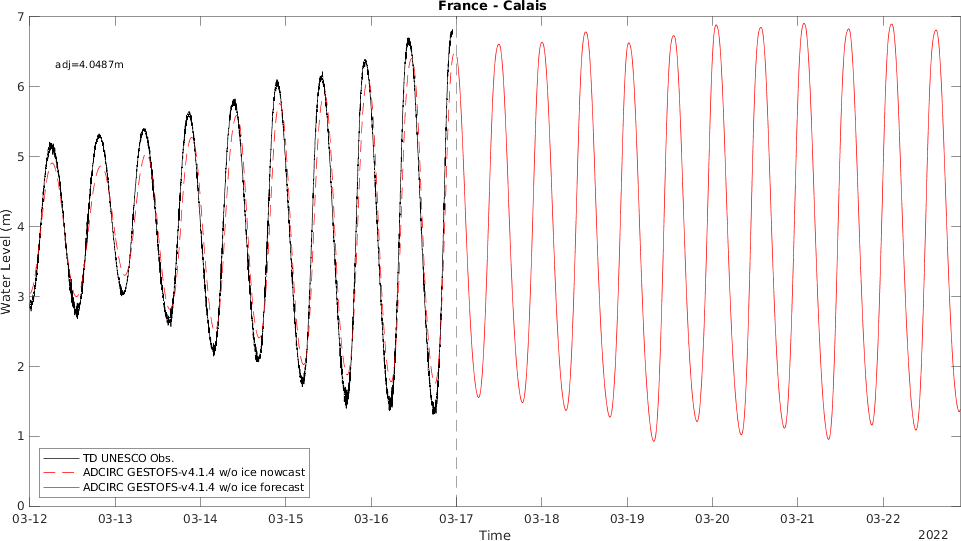 France - Calais
adj=4.0487m
7
6
5
4
3
2
1
0
Water Level (m)
TD UNESCO Obs.
ADCIRC GESTOFS-v4.1.4 w/o ice nowcast
ADCIRC GESTOFS-v4.1.4 w/o ice forecast
03-12 03-13 03-14 03-15 03-16 03-17 03-18 03-19 03-20 03-21 03-22
Time
2022